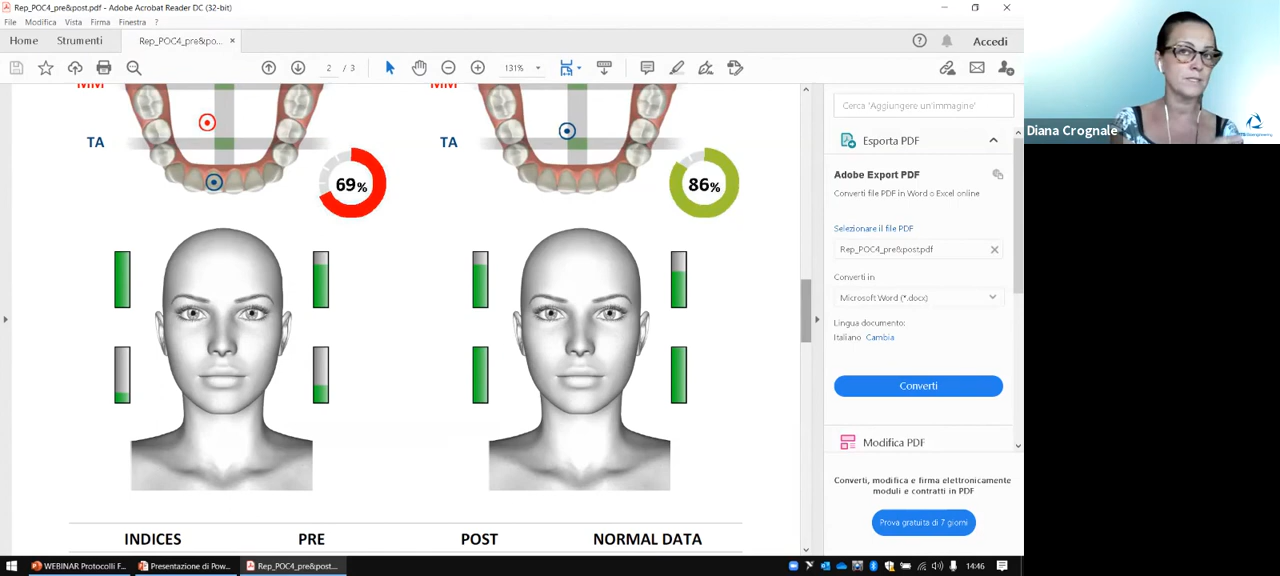 Rep_POC4_pre&post.pdf - Adobe Acrobat Reader DC (32-bit)
File Modifica Vista Firma Finestra ?
Home Strumenti Rep_POC4_pre&po... ×
Accedi
2 / 3 131%
MM MM
TA TA
69% 86%
INDICES PRE POST NORMAL DATA
Cerca "Aggiungere un'immagine"
Esporta PDF
Adobe Export PDF
Converti file PDF in Word o Excel online
Selezionare il file PDF
Rep_POC4_pre&post.pdf
Converti in
Microsoft Word (*.docx)
Lingua documento:
Italiano Cambia
Converti
Modifica PDF
Converti, modifica e firma elettronicamente
moduli e contratti in PDF
Prova gratuita di 7 giorni
Diana Crognale
WEBINAR Protocolli F... Presentazione di Pow... Rep_POC4_pre&post... 14:46